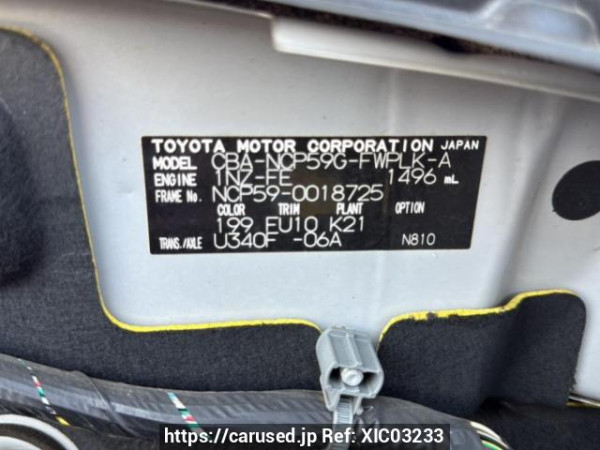 TOYOTA MOTOR CORPORATION JAPAN
MODEL CBA-NCP59G-FWPLK-A
ENGINE 1NZ-FE 1496 mL
FRAME No. NCP59-0018725
COLOR TRIM PLANT OPTION
199 FU10 K21
TRANS./AXLE U340F -06A N810
https://carused.jp Ref: XIC03233